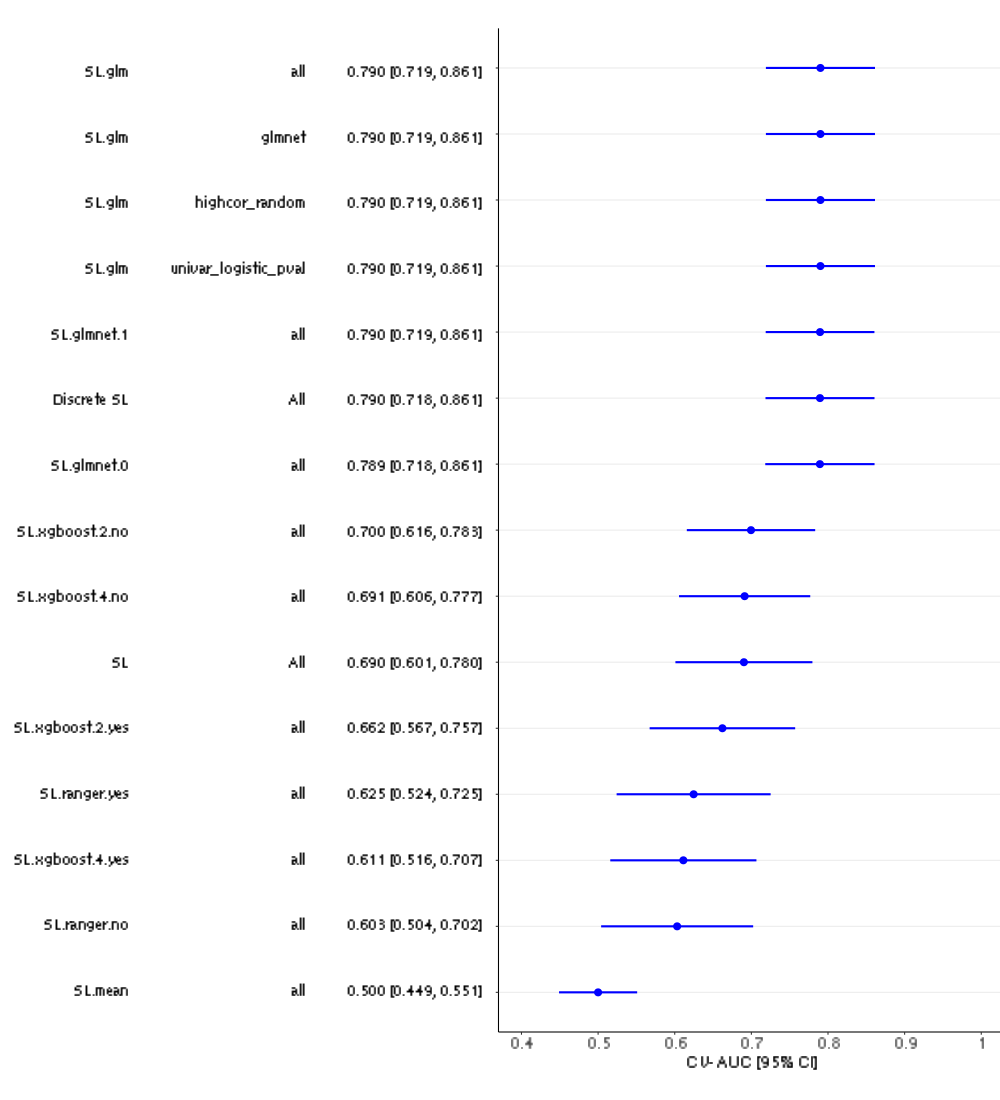 SL.glm all 0.790 [0.719, 0.861]
SL.glm glmnet 0.790 [0.719, 0.861]
SL.glm highcor_random 0.790 [0.719, 0.861]
SL.glm univar_logistic_pval 0.790 [0.719, 0.861]
SL.glmnet.1 all 0.790 [0.719, 0.861]
Discrete SL All 0.790 [0.718, 0.861]
SL.glmnet.0 all 0.789 [0.718, 0.861]
SL.xgboost.2.no all 0.700 [0.616, 0.783]
SL.xgboost.4.no all 0.691 [0.606, 0.777]
SL All 0.690 [0.601, 0.780]
SL.xgboost.2.yes all 0.662 [0.567, 0.757]
SL.ranger.yes all 0.625 [0.524, 0.725]
SL.xgboost.4.yes all 0.611 [0.516, 0.707]
SL.ranger.no all 0.603 [0.504, 0.702]
SL.mean all 0.500 [0.449, 0.551]
0.4 0.5 0.6 0.7 0.8 0.9 1
CV-AUC [95% CI]